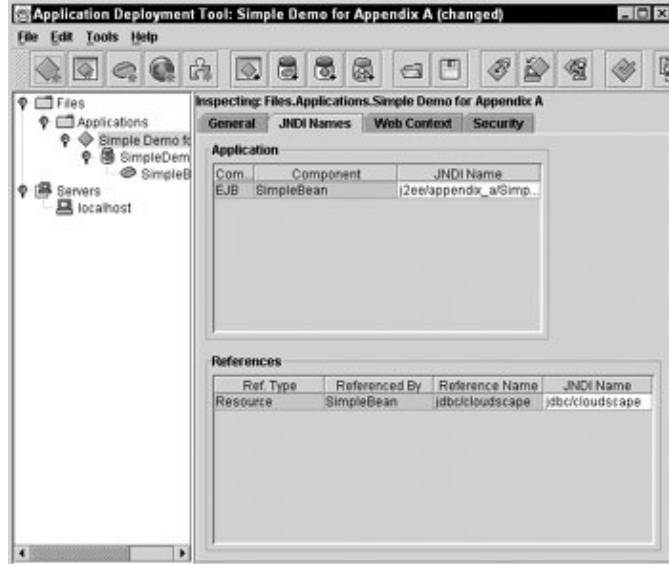 Application Deployment Tool: Simple Demo for Appendix A (changed)
File Edit Tools Help
Files
Applications
Simple Demo fo
SimpleDem
SimpleB
Servers
localhost
Inspecting: Files.Applications.Simple Demo for Appendix A
General JNDI Names Web Context Security
Application
Com... Component JNDI Name
EJB SimpleBean j2ee/appendix_a/Simp...
References
Ref. Type Referenced By Reference Name JNDI Name
Resource SimpleBean jdbc/cloudscape jdbc/cloudscape